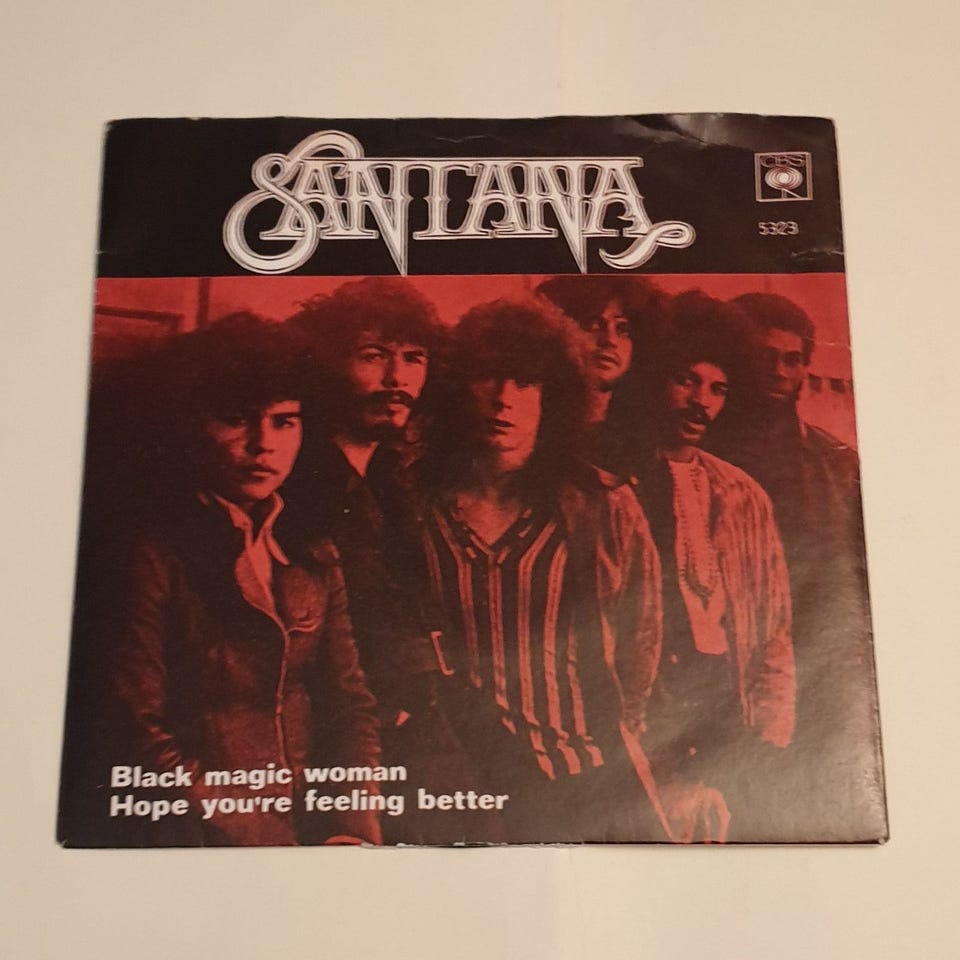 SANTANA
CBS
5323
Black magic woman
Hope you're feeling better